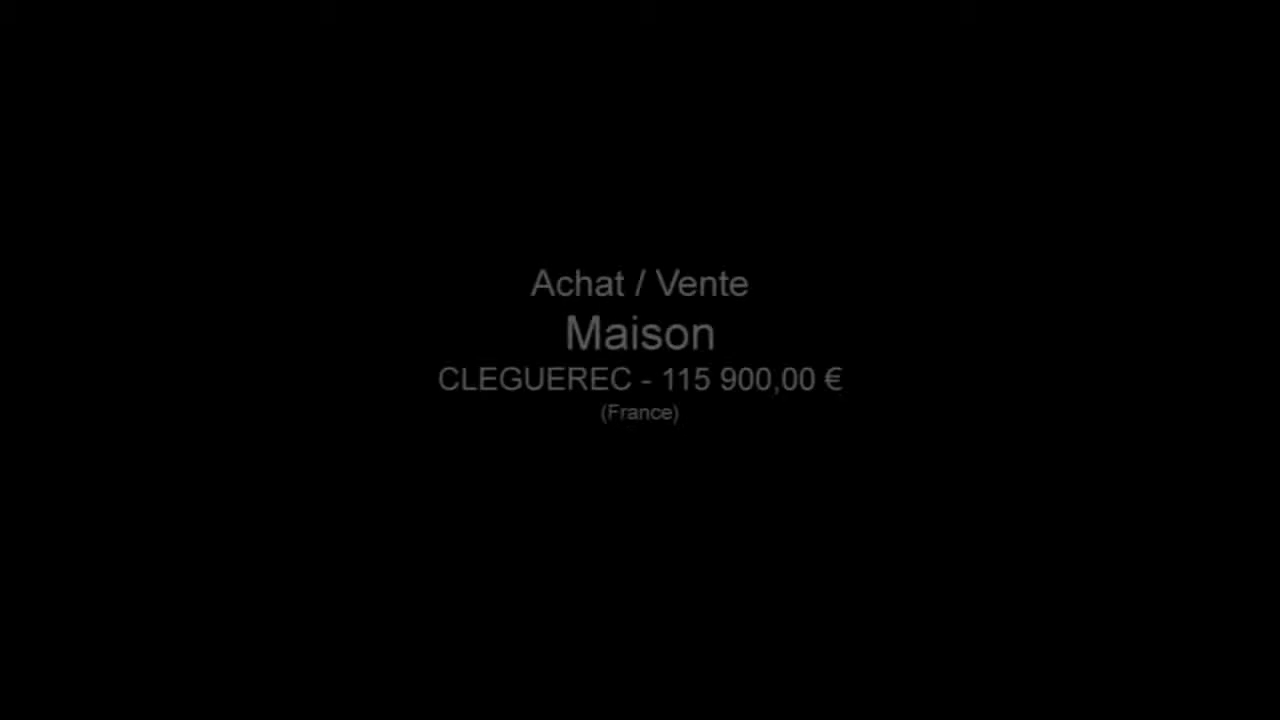 Achat / Vente
Maison
CLEGUEREC - 115 900,00 €
(France)